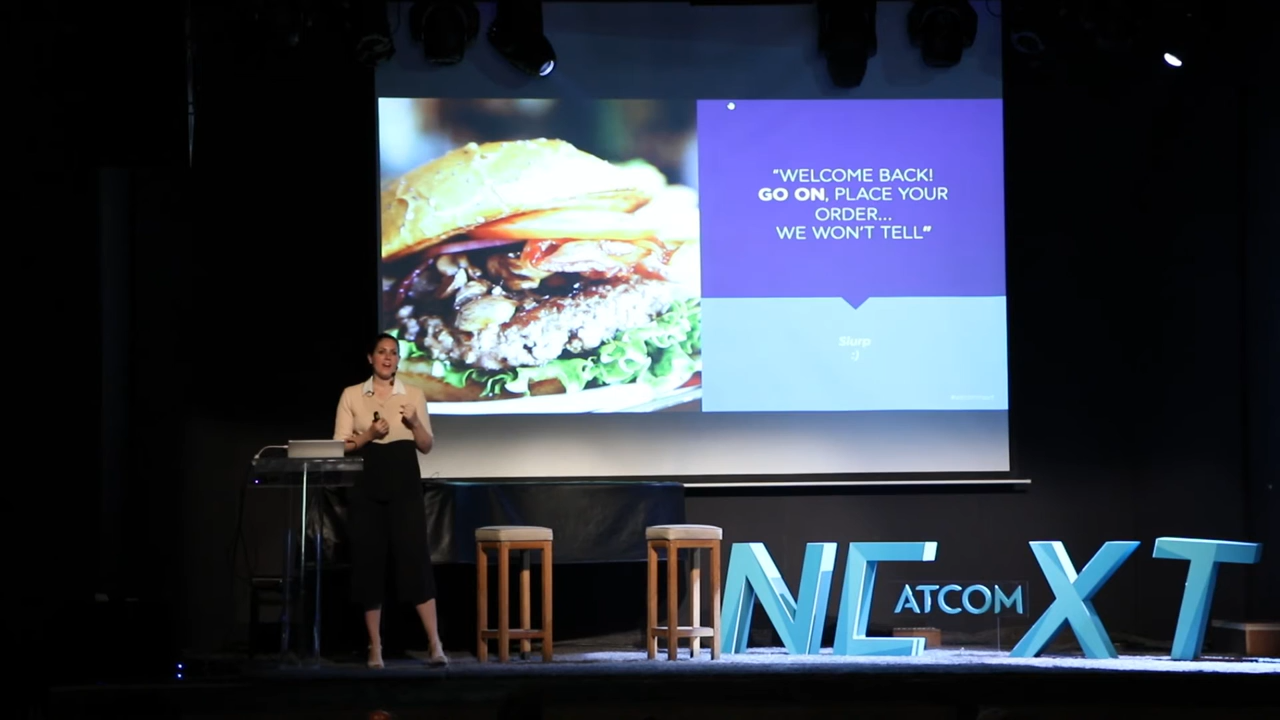 “WELCOME BACK!
GO ON, PLACE YOUR
ORDER...
WE WON’T TELL”
Slurp
:)
NEXT
ATCOM